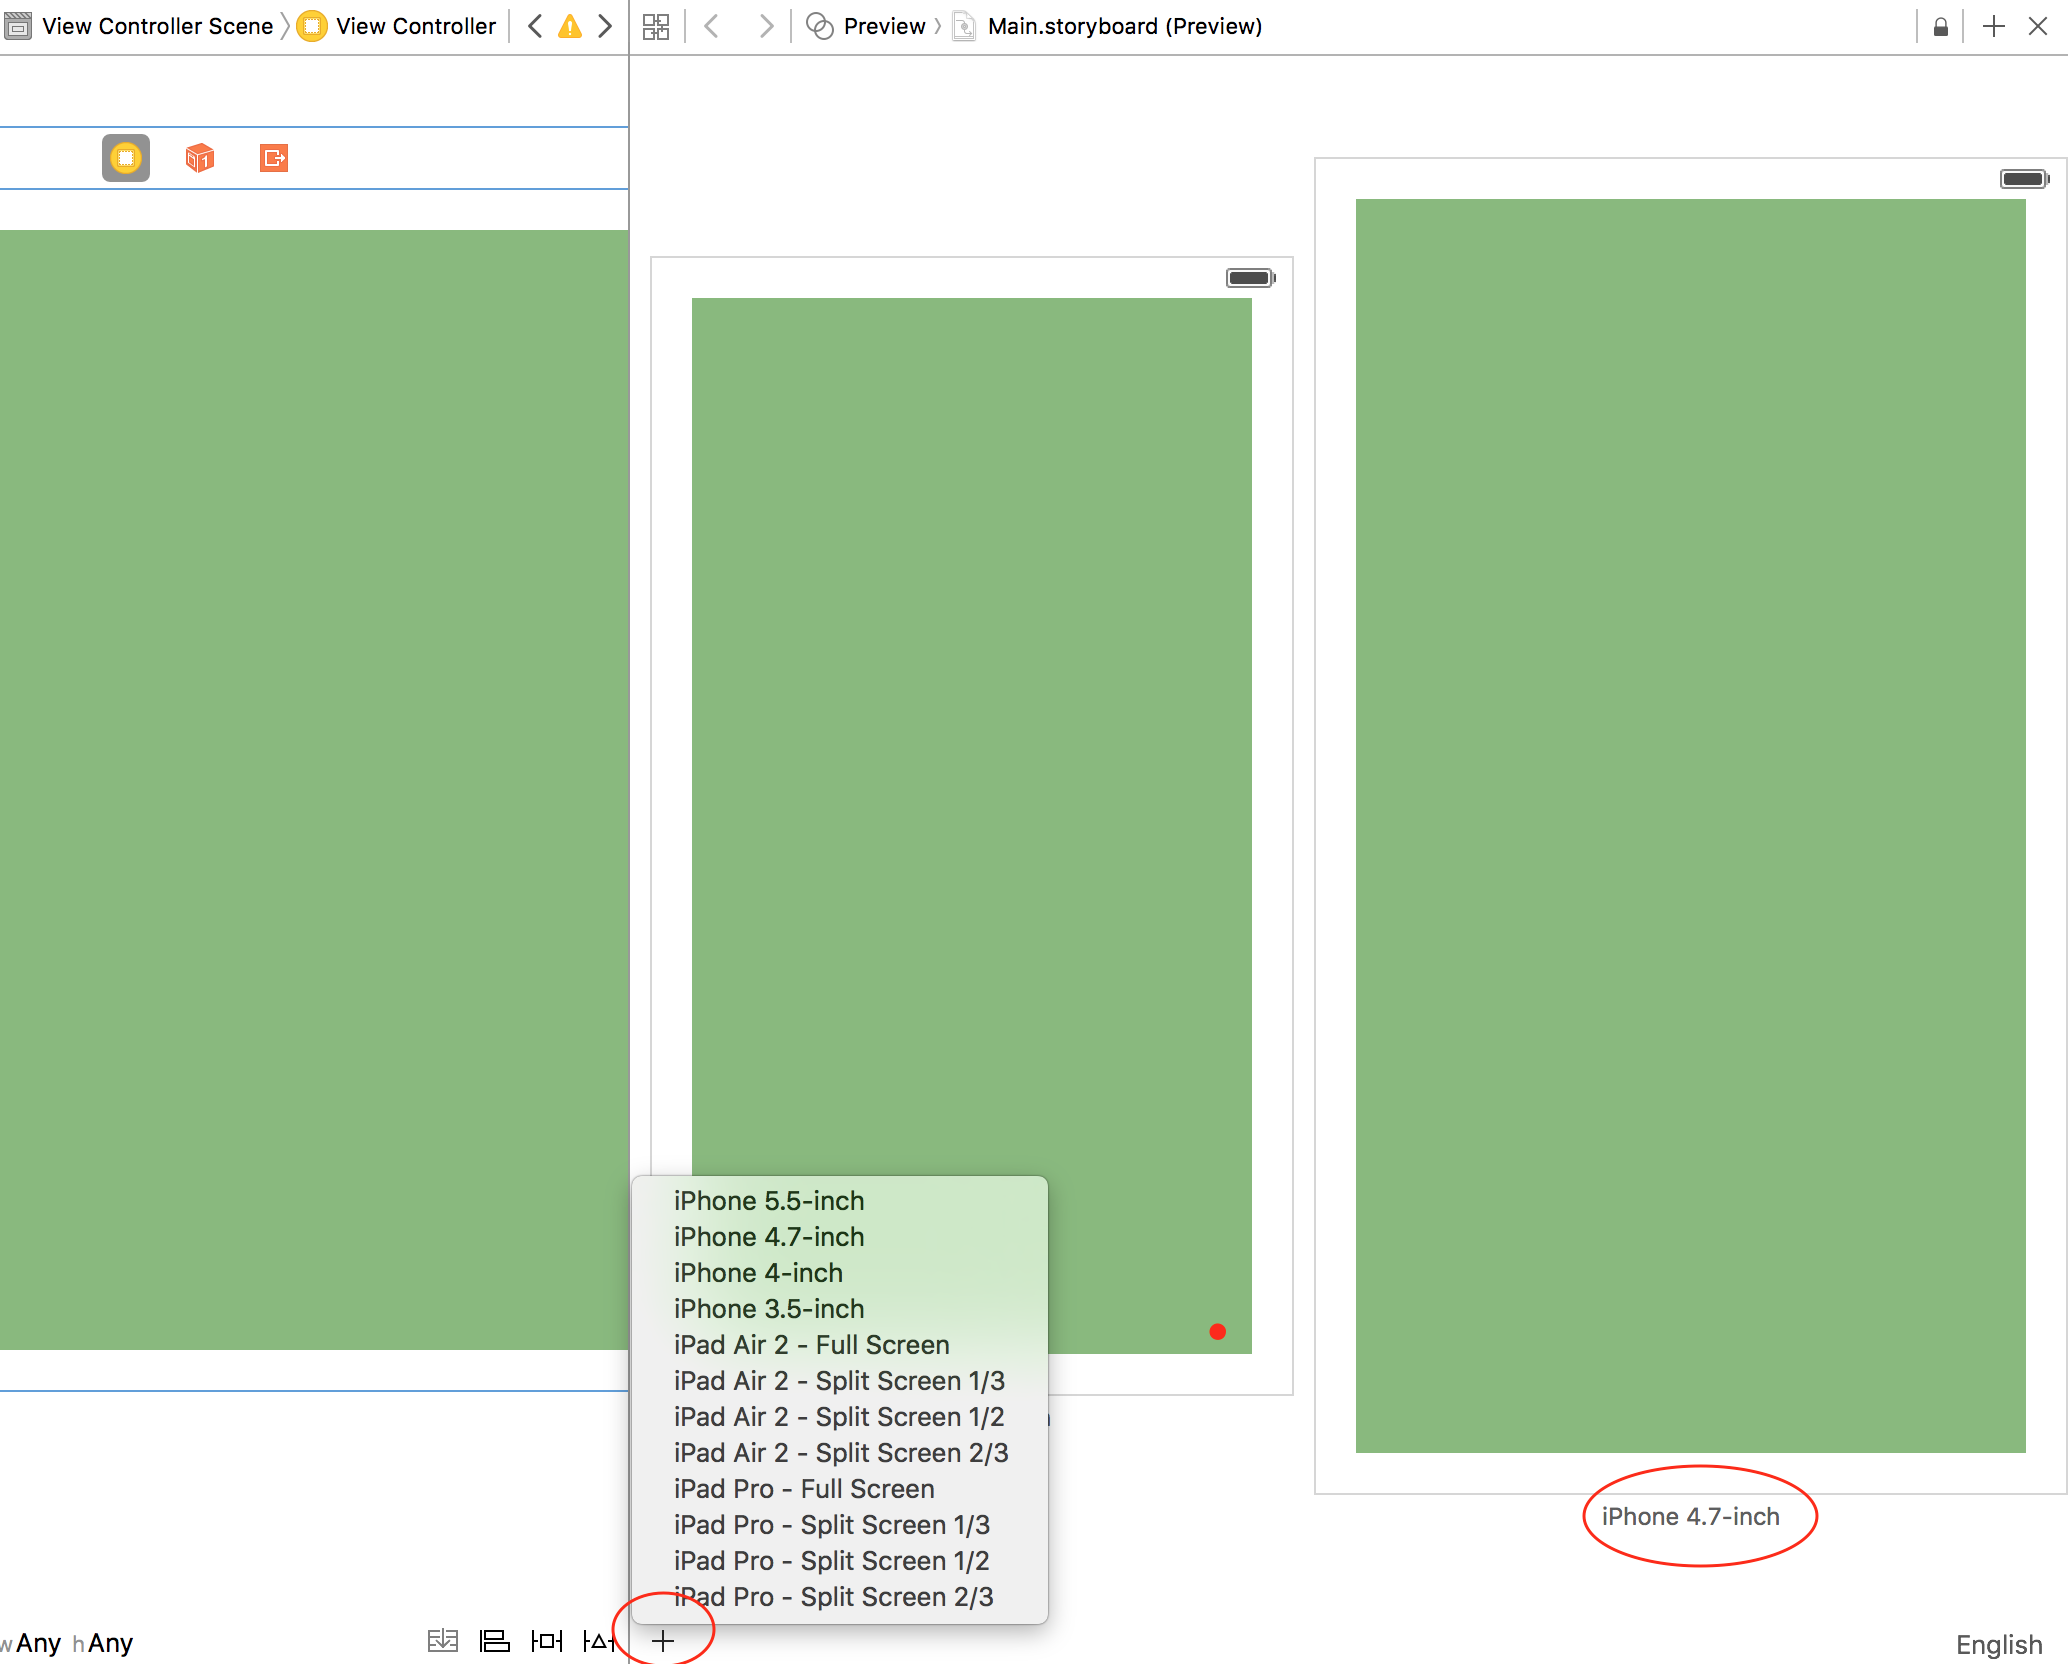 View Controller Scene
View Controller
Preview
Main.storyboard (Preview)
1
iPhone 5.5-inch
iPhone 4.7-inch
iPhone 4-inch
iPhone 3.5-inch
iPad Air 2 - Full Screen
iPad Air 2 - Split Screen 1/3
iPad Air 2 - Split Screen 1/2
iPad Air 2 - Split Screen 2/3
iPad Pro - Full Screen
iPad Pro - Split Screen 1/3
iPad Pro - Split Screen 1/2
iPad Pro - Split Screen 2/3
iPhone 4.7-inch
wAny hAny
English